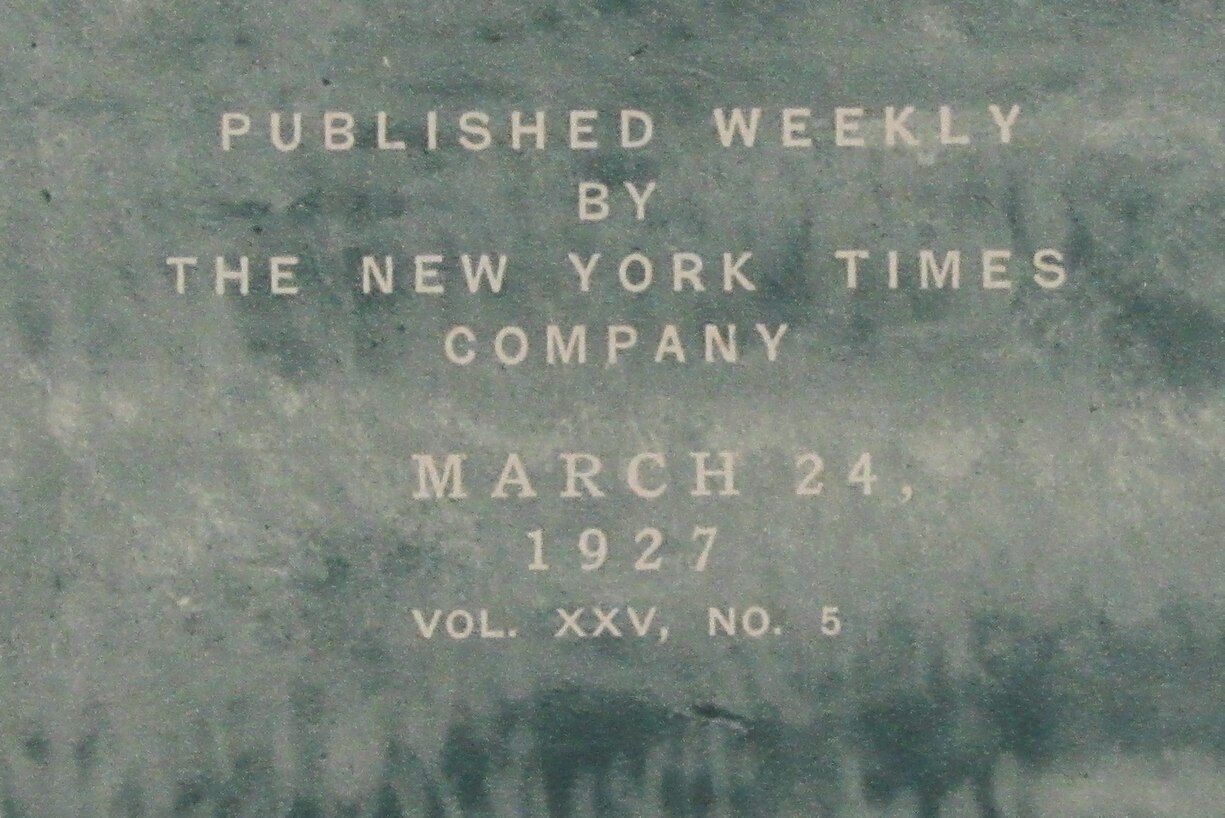 PUBLISHED WEEKLY
BY
THE NEW YORK TIMES
COMPANY
MARCH 24,
1927
VOL. XXV, NO. 5